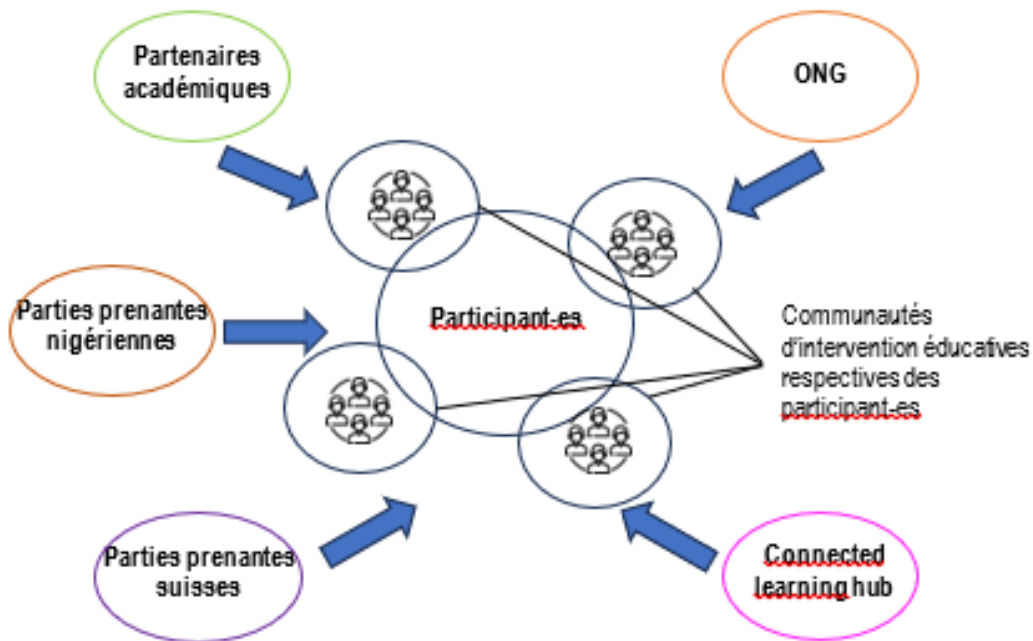 Partenaires
académiques
ONG
Parties prenantes
nigériennes
Participant-es
Communautés
d'intervention éducatives
respectives des
participant-es
Parties prenantes
suisses
Connected
learning hub